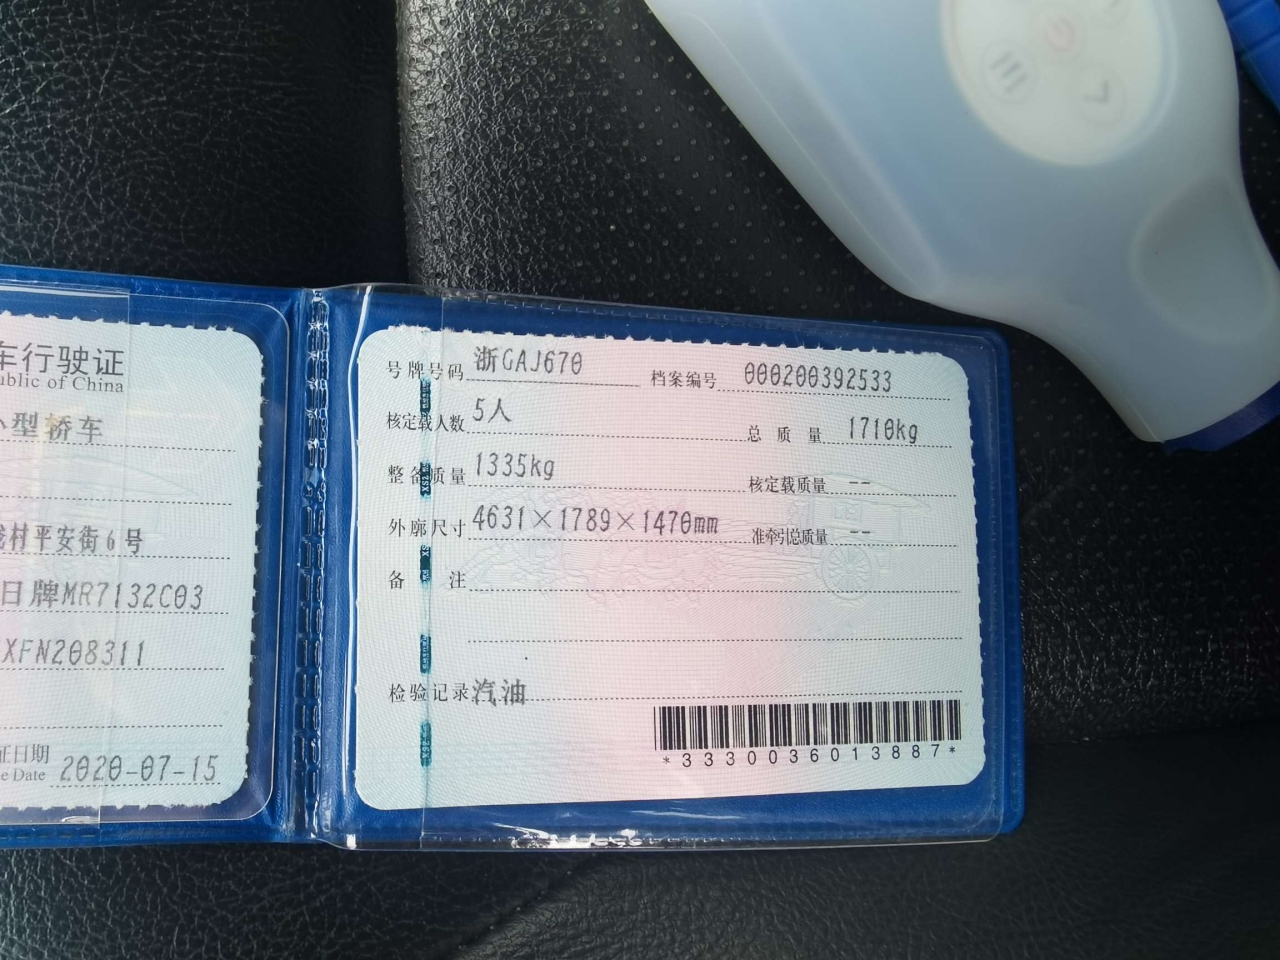 车行驶证
ublic of China
小型轿车
村平安街6号
日牌MR7132C03
XFN208311
证日期
e Date 2020-07-15
号牌号码 浙GAJ670 档案编号 000200392533
核定载人数 5人 总质量 1710kg
整备质量 1335kg 核定载质量 --
外廓尺寸 4631×1789×1470mm 准牵引总质量 --
备注
检验记录 汽油
*3330036013887*